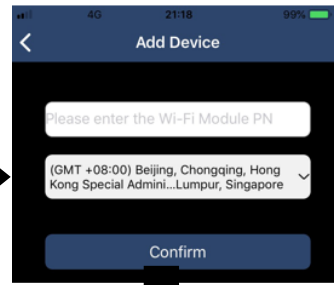 4G 21:18 99%
Add Device
Please enter the Wi-Fi Module PN
(GMT +08:00) Beijing, Chongqing, Hong
Kong Special Admini...Lumpur, Singapore
Confirm